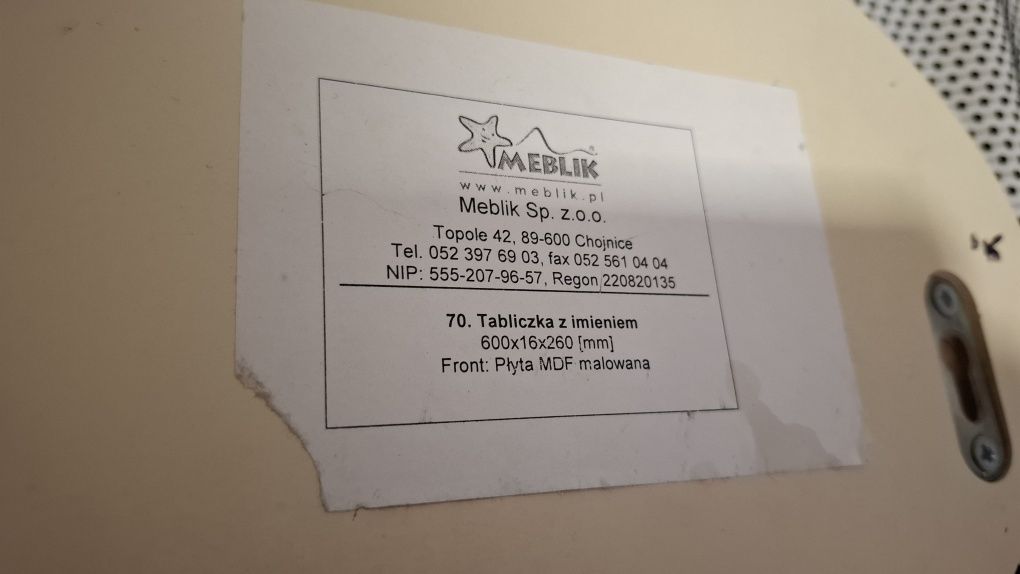 MEBLIK
www.meblik.pl
Meblik Sp. z.o.o.
Topole 42, 89-600 Chojnice
Tel. 052 397 69 03, fax 052 561 04 04
NIP: 555-207-96-57, Regon 220820135
70. Tabliczka z imieniem
600x16x260 [mm]
Front: Płyta MDF malowana